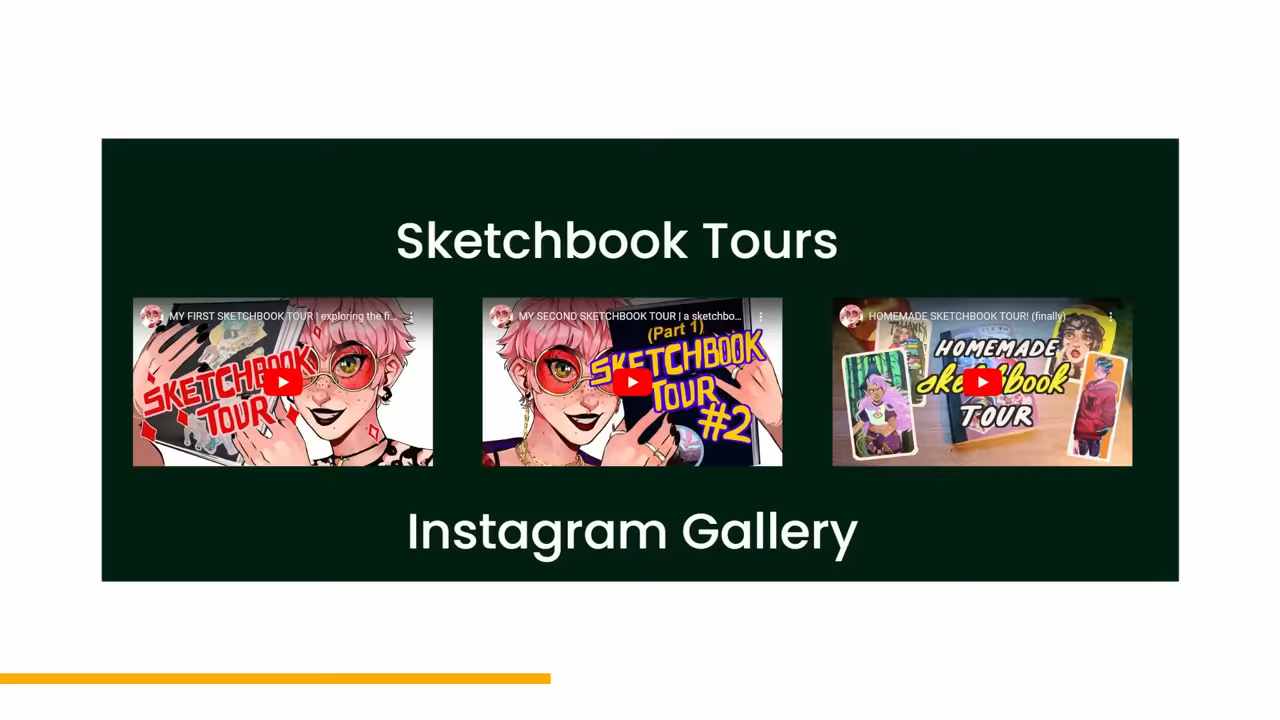 Sketchbook Tours
MY FIRST SKETCHBOOK TOUR | exploring the fi...
SKETCHBOOK
TOUR
MY SECOND SKETCHBOOK TOUR | a sketchbo...
(Part 1)
SKETCHBOOK
TOUR
#2
HOMEMADE SKETCHBOOK TOUR! (finally)
HOMEMADE
sketchbook
TOUR
Instagram Gallery